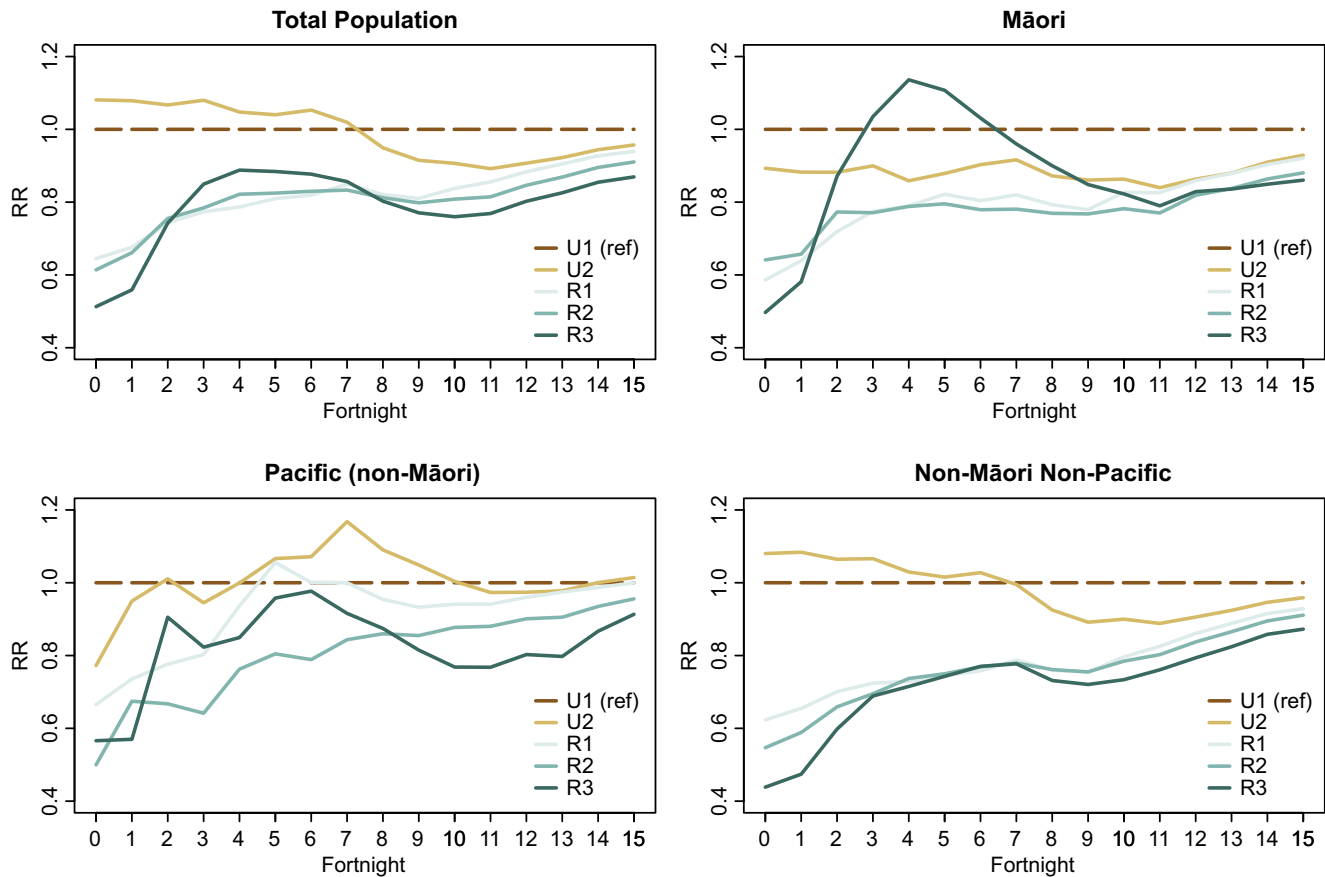 Total Population
1.2
1.0
0.8
0.6
0.4
RR
U1 (ref)
U2
R1
R2
R3
0 1 2 3 4 5 6 7 8 9 10 11 12 13 14 15
Fortnight
Māori
1.2
1.0
0.8
0.6
0.4
RR
U1 (ref)
U2
R1
R2
R3
0 1 2 3 4 5 6 7 8 9 10 11 12 13 14 15
Fortnight
Pacific (non-Māori)
1.2
1.0
0.8
0.6
0.4
RR
U1 (ref)
U2
R1
R2
R3
0 1 2 3 4 5 6 7 8 9 10 11 12 13 14 15
Fortnight
Non-Māori Non-Pacific
1.2
1.0
0.8
0.6
0.4
RR
U1 (ref)
U2
R1
R2
R3
0 1 2 3 4 5 6 7 8 9 10 11 12 13 14 15
Fortnight